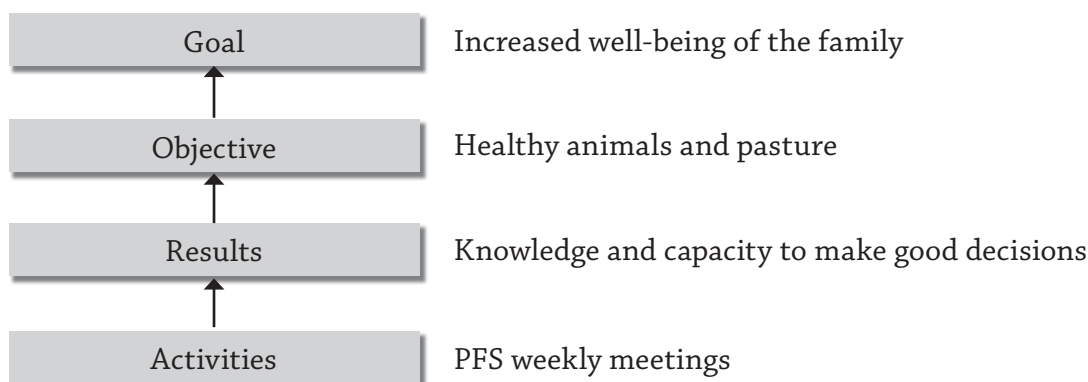 Goal
Increased well-being of the family
Objective
Healthy animals and pasture
Results
Knowledge and capacity to make good decisions
Activities
PFS weekly meetings